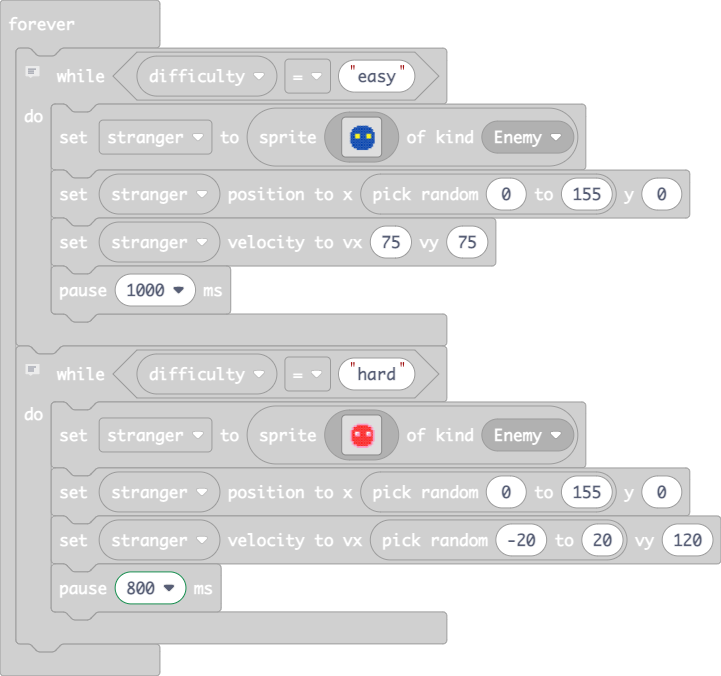 forever
while difficulty = "easy"
do
set stranger to sprite of kind Enemy
set stranger position to x pick random 0 to 155 y 0
set stranger velocity to vx 75 vy 75
pause 1000 ms
while difficulty = "hard"
do
set stranger to sprite of kind Enemy
set stranger position to x pick random 0 to 155 y 0
set stranger velocity to vx pick random -20 to 20 vy 120
pause 800 ms